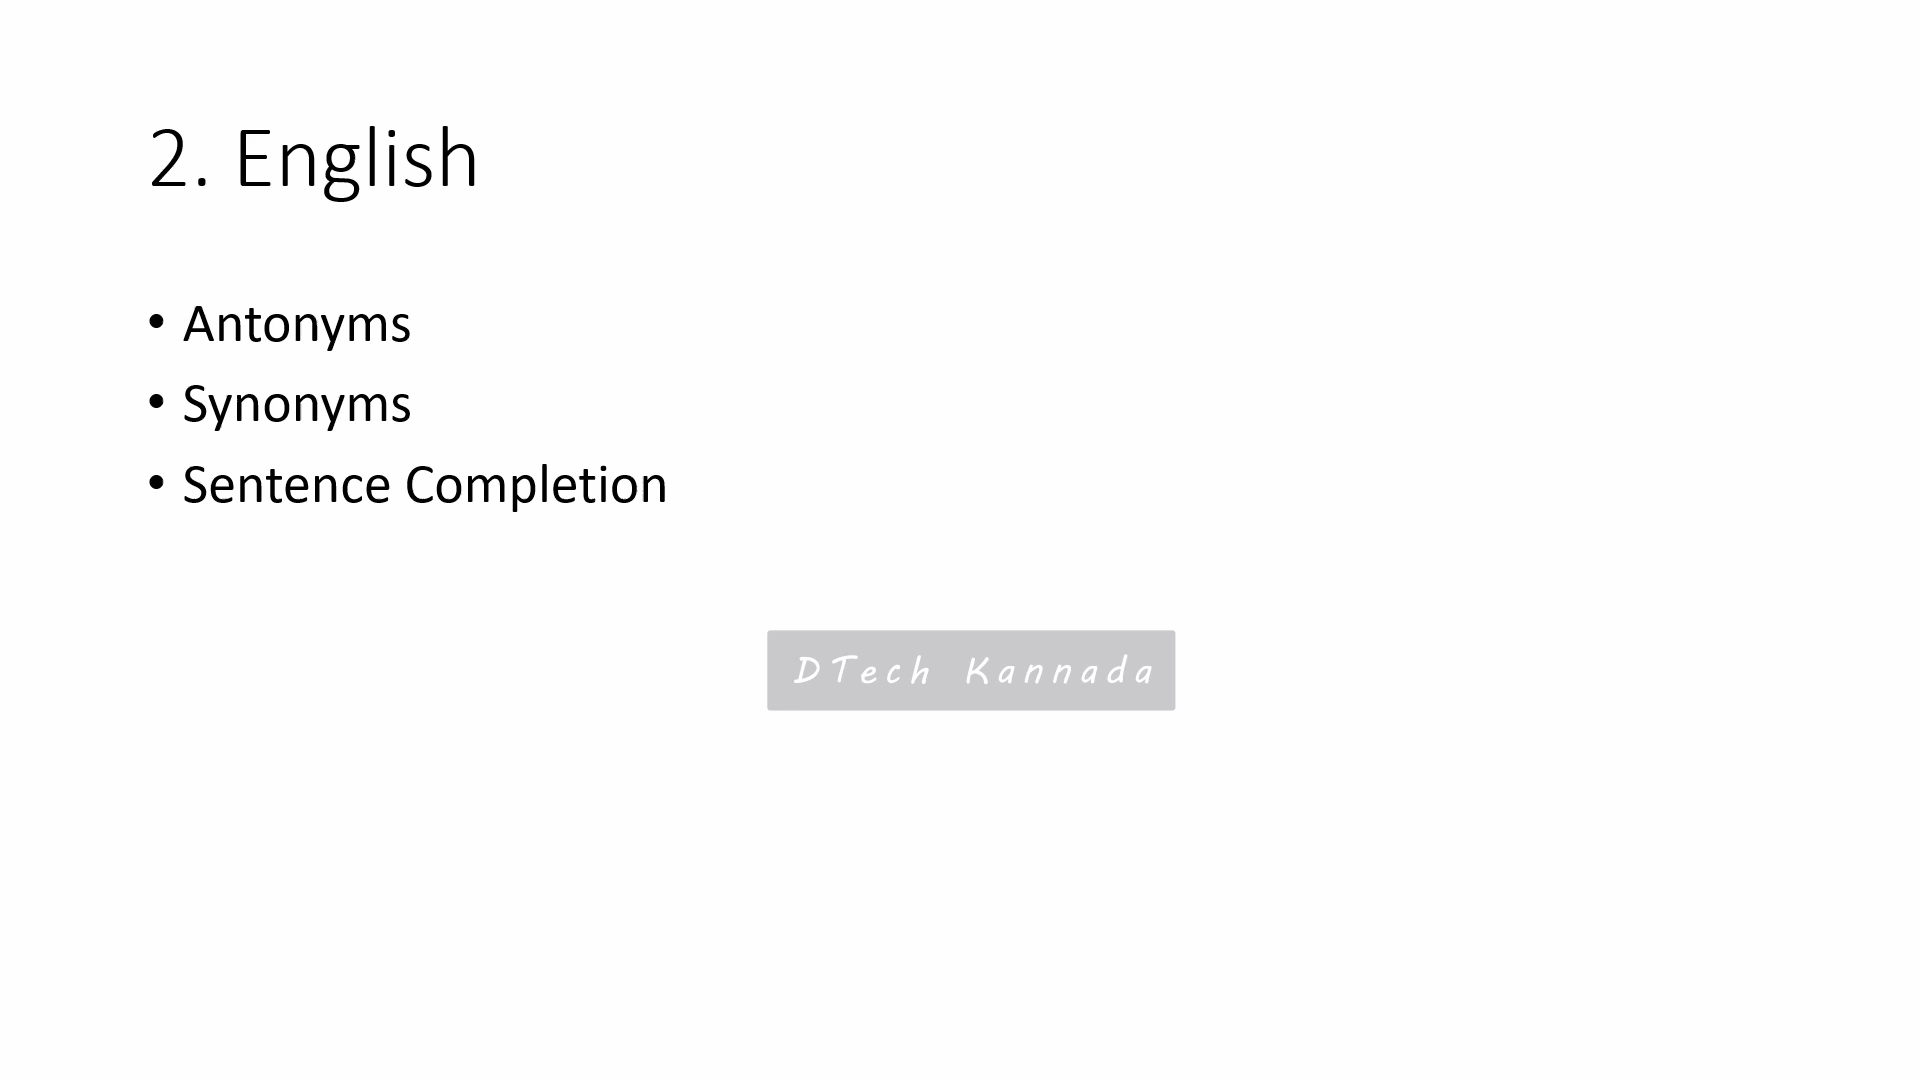 2. English
• Antonyms
• Synonyms
• Sentence Completion
DTech Kannada